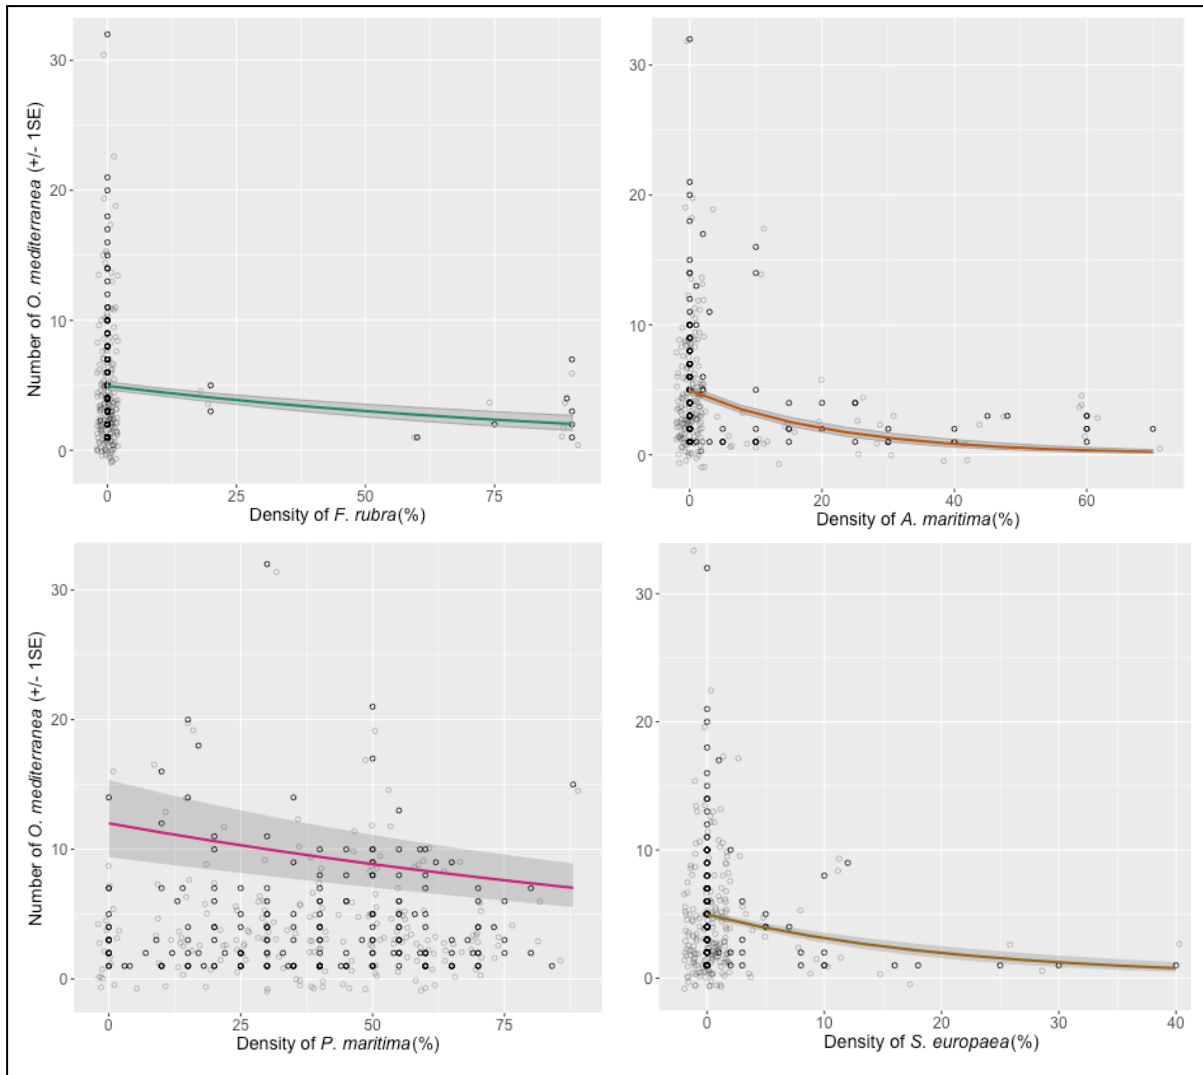 Number of O. mediterranea (+/- 1SE)
30
20
10
0
0 25 50 75
Density of F. rubra(%)
30
20
10
0
0 20 40 60
Density of A. maritima(%)
Number of O. mediterranea (+/- 1SE)
30
20
10
0
0 25 50 75
Density of P. maritima(%)
30
20
10
0
0 10 20 30 40
Density of S. europaea(%)